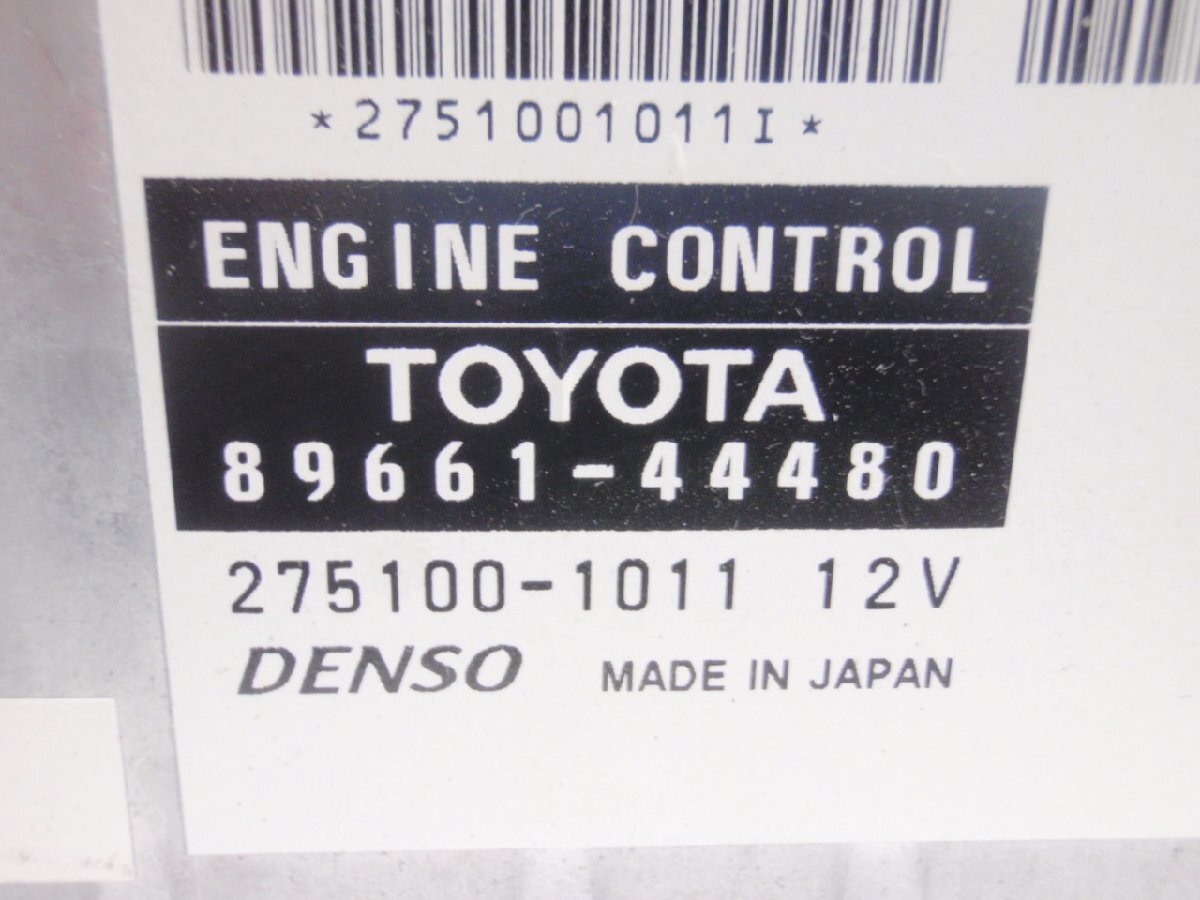 *2751001011I*
ENGINE CONTROL
TOYOTA
89661-44480
275100-1011 12V
DENSO MADE IN JAPAN